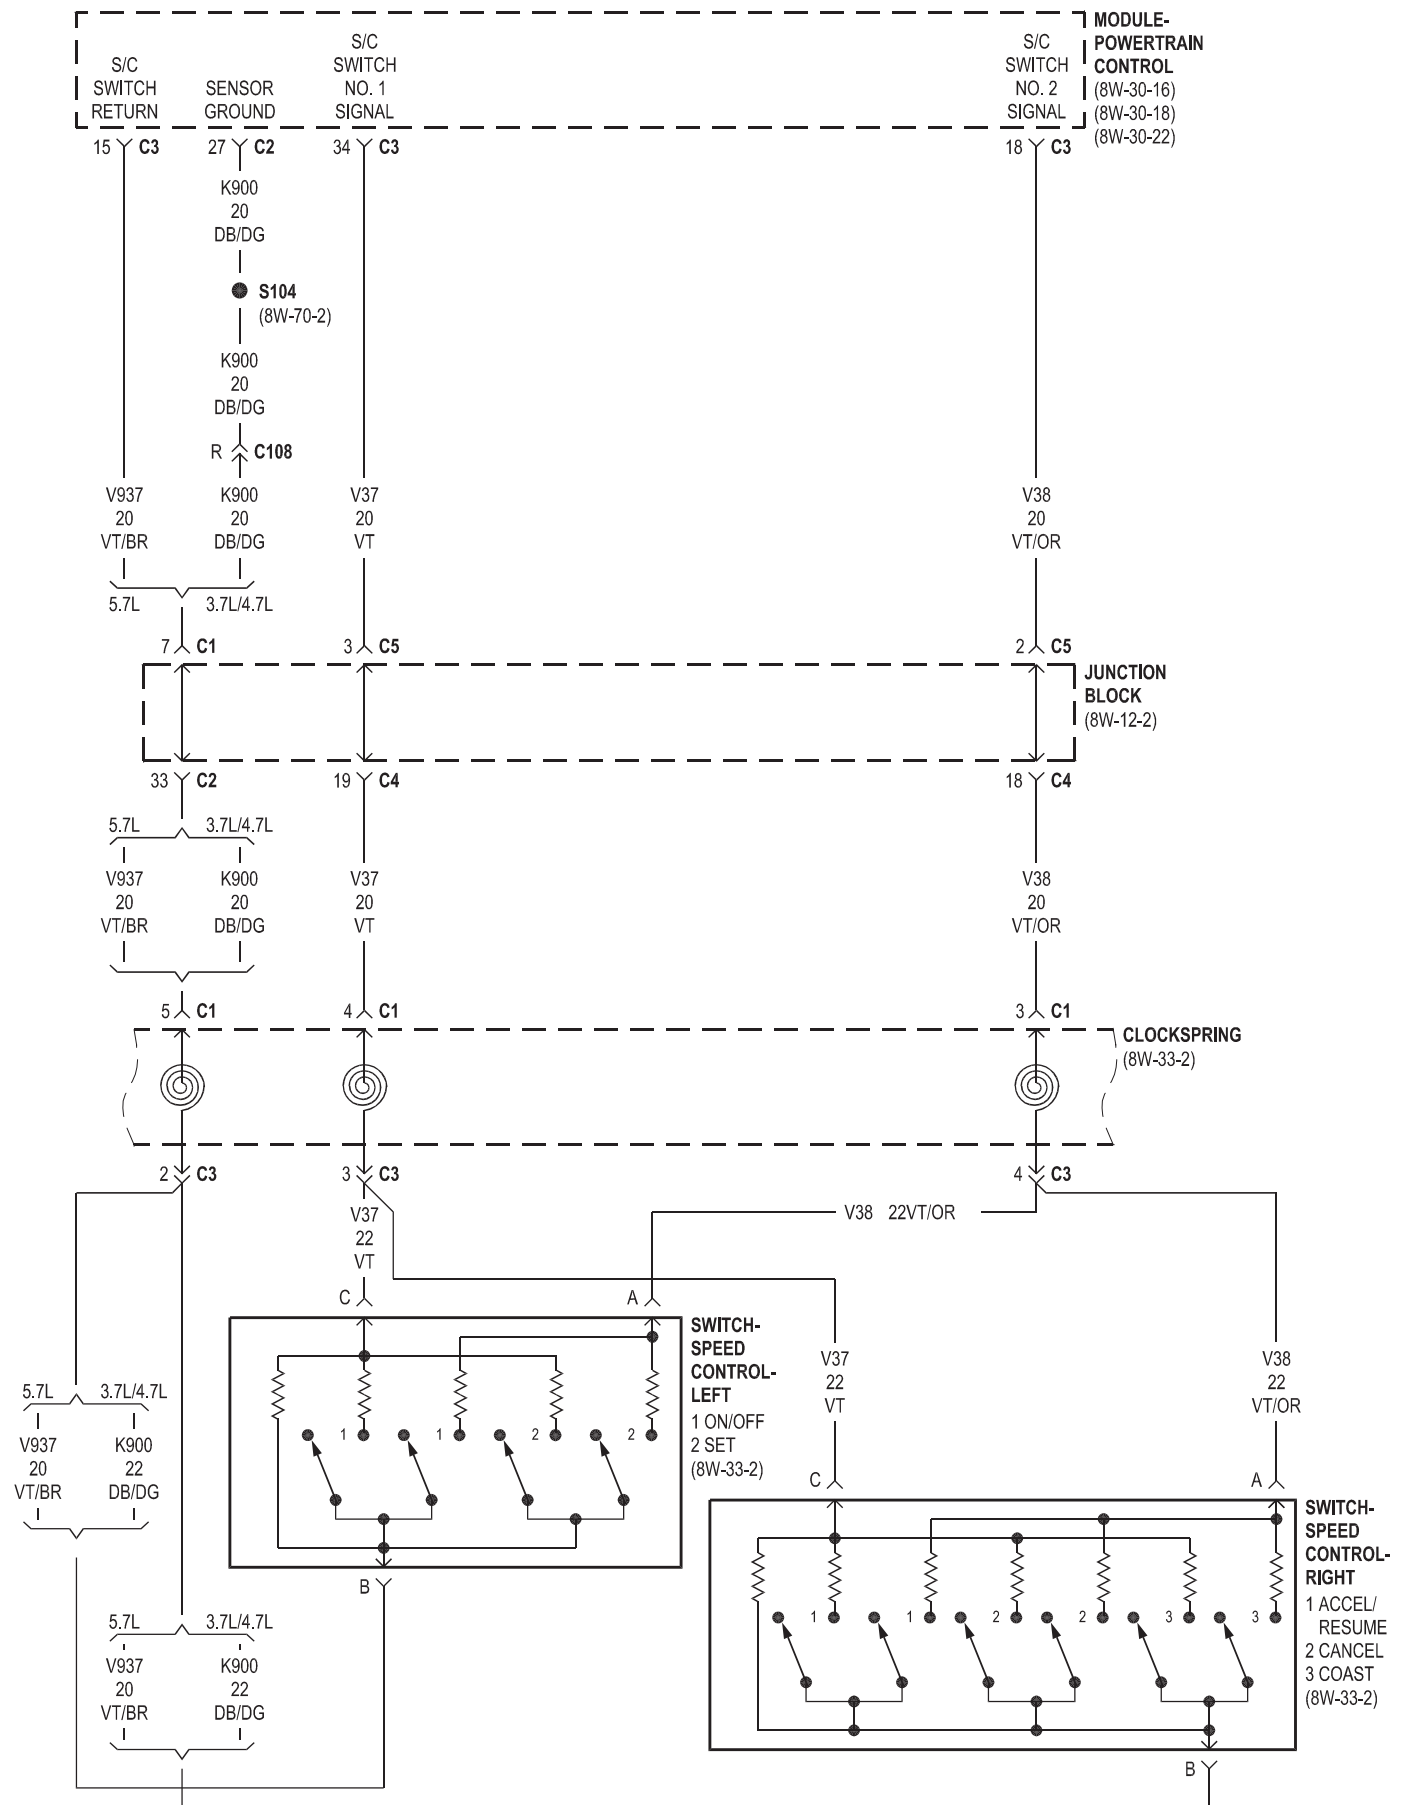 MODULE-
POWERTRAIN
CONTROL
(8W-30-16)
(8W-30-18)
(8W-30-22)
S/C
SWITCH
RETURN
SENSOR
GROUND
S/C
SWITCH
NO. 1
SIGNAL
S/C
SWITCH
NO. 2
SIGNAL
15 C3
27 C2
34 C3
18 C3
K900
20
DB/DG
S104
(8W-70-2)
K900
20
DB/DG
R C108
V937
20
VT/BR
K900
20
DB/DG
V37
20
VT
V38
20
VT/OR
5.7L
3.7L/4.7L
7 C1
3 C5
2 C5
JUNCTION
BLOCK
(8W-12-2)
33 C2
19 C4
18 C4
5.7L
3.7L/4.7L
V937
20
VT/BR
K900
20
DB/DG
V37
20
VT
V38
20
VT/OR
5 C1
4 C1
3 C1
CLOCKSPRING
(8W-33-2)
2 C3
3 C3
4 C3
V37
22
VT
V38 22VT/OR
C
A
SWITCH-
SPEED
CONTROL-
LEFT
1 ON/OFF
2 SET
(8W-33-2)
1
1
2
2
B
V37
22
VT
V38
22
VT/OR
5.7L
3.7L/4.7L
V937
20
VT/BR
K900
22
DB/DG
C
A
SWITCH-
SPEED
CONTROL-
RIGHT
1 ACCEL/
RESUME
2 CANCEL
3 COAST
(8W-33-2)
1
1
2
2
3
3
B
5.7L
3.7L/4.7L
V937
20
VT/BR
K900
22
DB/DG